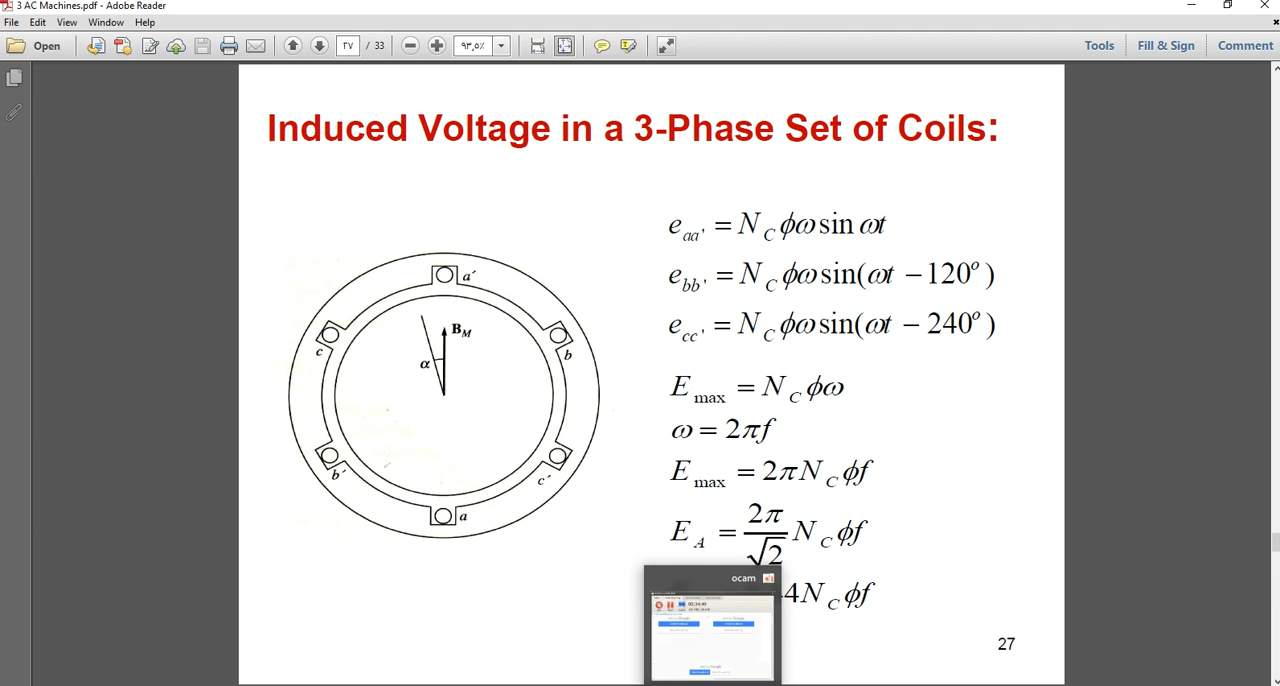 3 AC Machines.pdf - Adobe Reader
File Edit View Window Help
Open ٢٧ / 33 ٩٣,٥٪ Tools Fill & Sign Comment
Induced Voltage in a 3-Phase Set of Coils:
e_aa' = N_C ϕω sin ωt
e_bb' = N_C ϕω sin(ωt − 120°)
e_cc' = N_C ϕω sin(ωt − 240°)
E_max = N_C ϕω
ω = 2πf
E_max = 2πN_C ϕf
E_A = 2π/√2 N_C ϕf
4N_C ϕf
a'
c
B_M
b
α
b'
c'
a
ocam
27